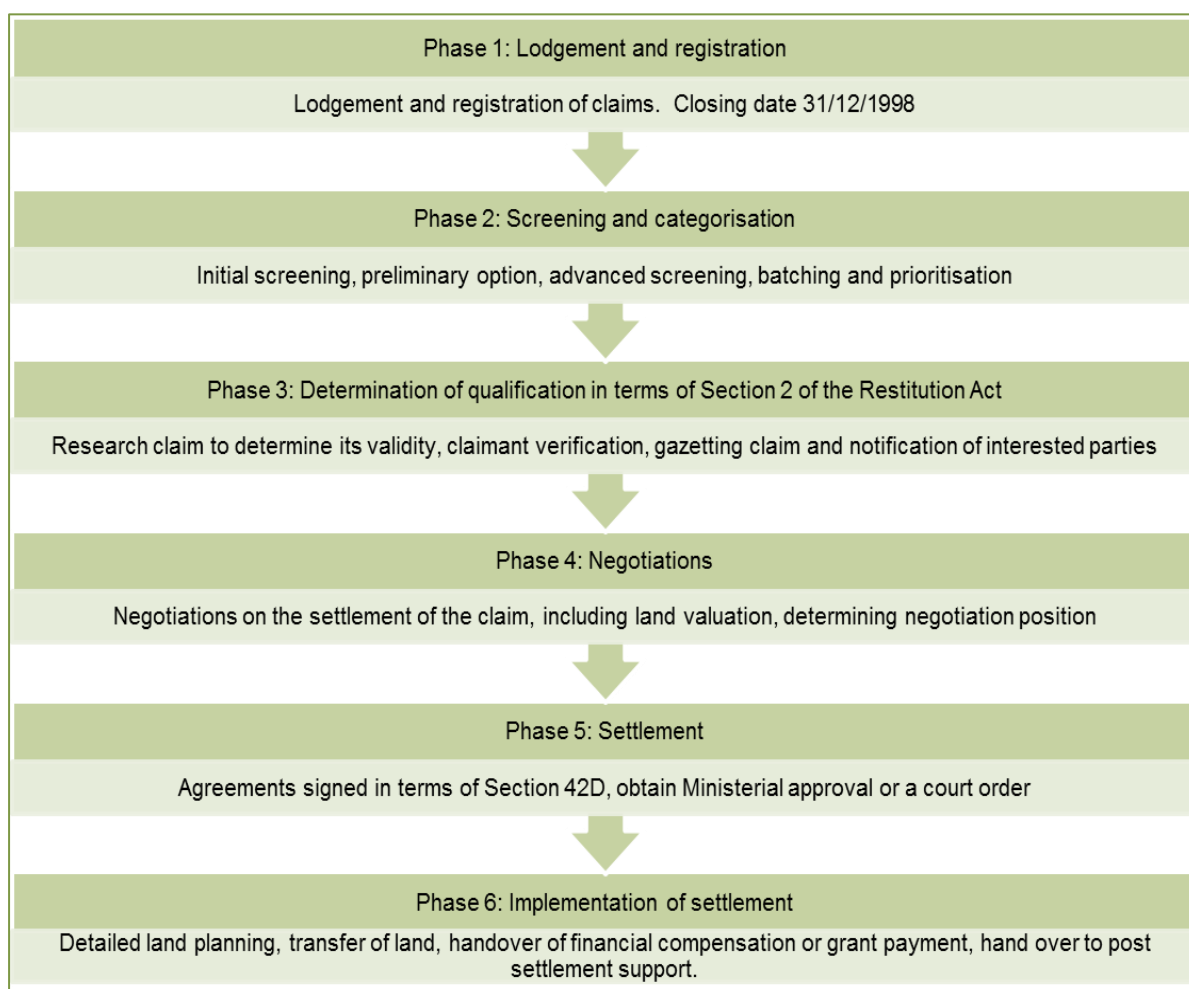 Phase 1: Lodgement and registration
Lodgement and registration of claims. Closing date 31/12/1998
Phase 2: Screening and categorisation
Initial screening, preliminary option, advanced screening, batching and prioritisation
Phase 3: Determination of qualification in terms of Section 2 of the Restitution Act
Research claim to determine its validity, claimant verification, gazetting claim and notification of interested parties
Phase 4: Negotiations
Negotiations on the settlement of the claim, including land valuation, determining negotiation position
Phase 5: Settlement
Agreements signed in terms of Section 42D, obtain Ministerial approval or a court order
Phase 6: Implementation of settlement
Detailed land planning, transfer of land, handover of financial compensation or grant payment, hand over to post
settlement support.